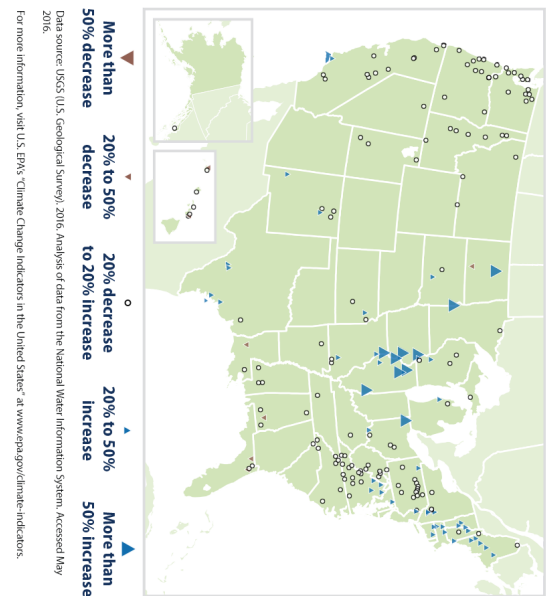 More than
50% decrease
20% to 50%
decrease
20% decrease
to 20% increase
20% to 50%
increase
More than
50% increase
Data source: USGS (U.S. Geological Survey). 2016. Analysis of data from the National Water Information System. Accessed May
2016.
For more information, visit U.S. EPA's "Climate Change Indicators in the United States" at www.epa.gov/climate-indicators.